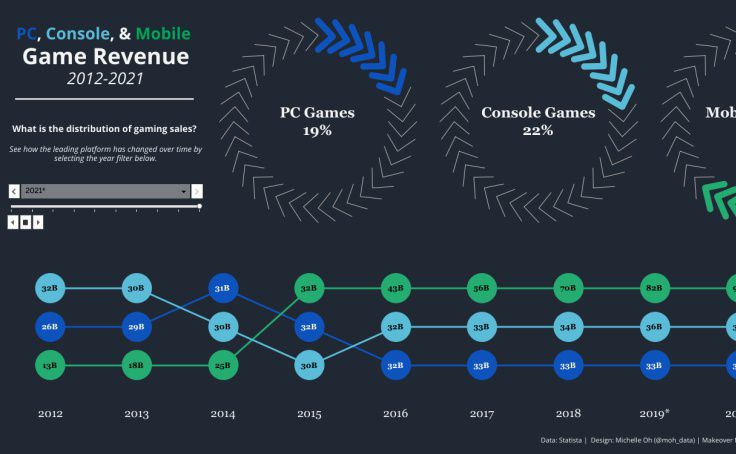 PC, Console, & Mobile
Game Revenue
2012-2021
What is the distribution of gaming sales?
See how the leading platform has changed over time by
selecting the year filter below.
2021*
PC Games
19%
Console Games
22%
Mob
32B 30B 31B 32B 43B 56B 70B 82B
26B 29B 30B 32B 32B 33B 34B 36B
13B 18B 25B 30B 32B 33B 33B 33B
2012 2013 2014 2015 2016 2017 2018 2019*
Data: Statista | Design: Michelle Oh (@moh_data) | Makeover